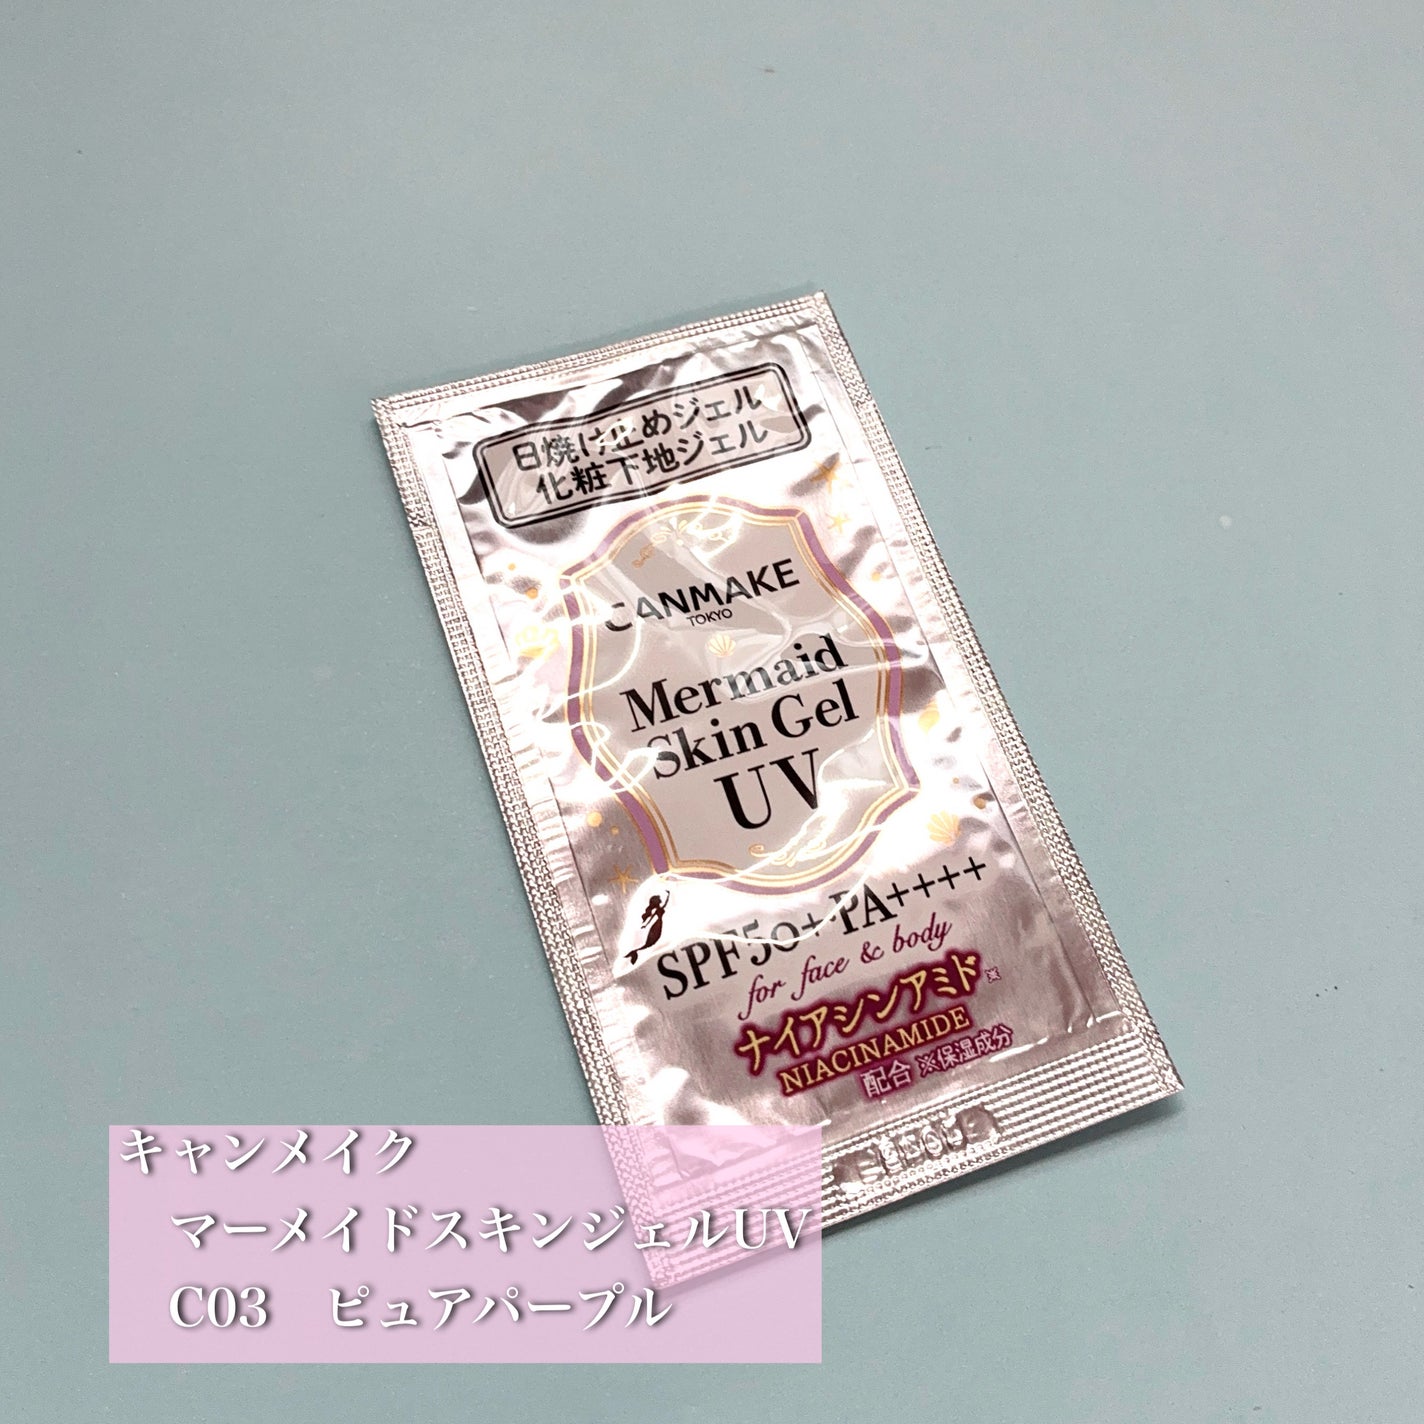 日焼け止めジェル
化粧下地ジェル
CANMAKE
TOKYO
Mermaid
Skin Gel
UV
SPF50+ PA++++
for face & body
ナイアシンアミド※
NIACINAMIDE
配合 ※保湿成分
キャンメイク
マーメイドスキンジェルUV
C03 ピュアパープル